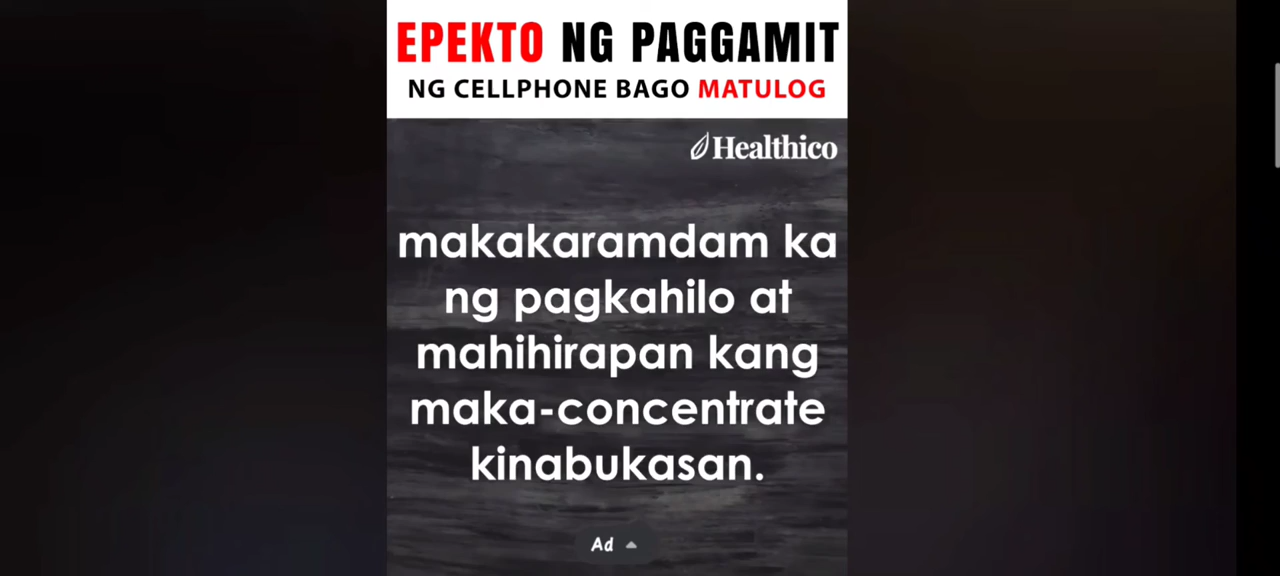 EPEKTO NG PAGGAMIT
NG CELLPHONE BAGO MATULOG
Healthico
makakaramdam ka
ng pagkahilo at
mahihirapan kang
maka-concentrate
kinabukasan.
Ad